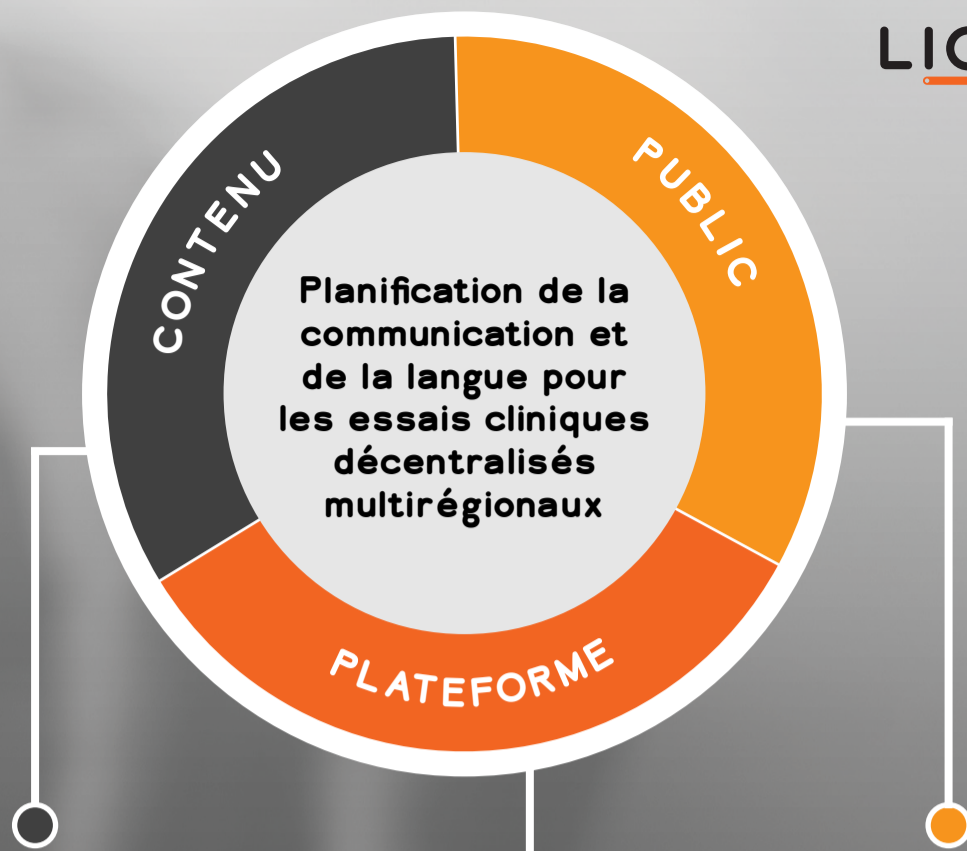 CONTENU
PUBLIC
Planification de la
communication et
de la langue pour
les essais cliniques
décentralisés
multirégionaux
PLATEFORME